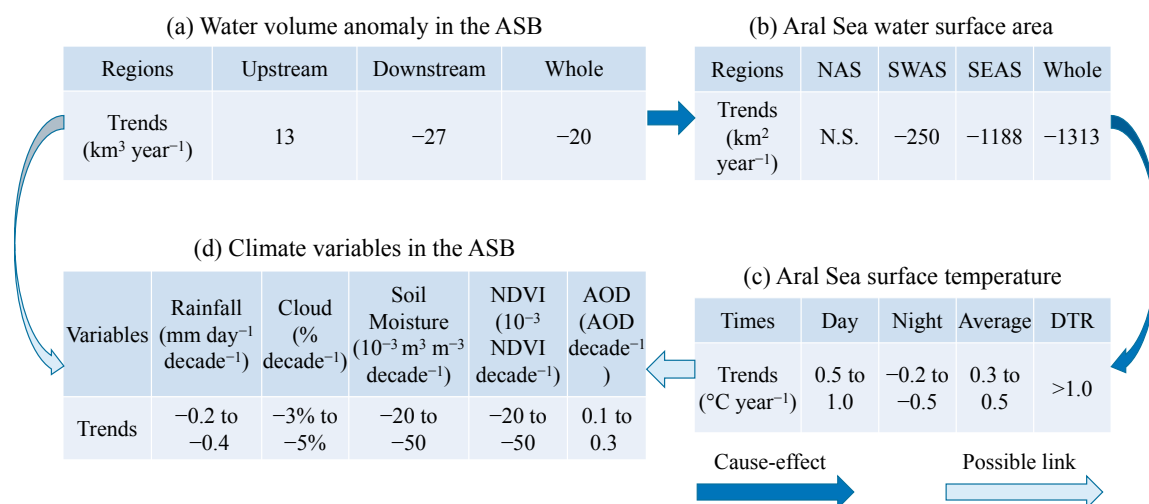 (a) Water volume anomaly in the ASB
Regions Upstream Downstream Whole
Trends
(km³ year⁻¹) 13 −27 −20
(b) Aral Sea water surface area
Regions NAS SWAS SEAS Whole
Trends
(km²
year⁻¹) N.S. −250 −1188 −1313
(d) Climate variables in the ASB
Variables
Rainfall
(mm day⁻¹
decade⁻¹)
Cloud
(%
decade⁻¹)
Soil
Moisture
(10⁻³ m³ m⁻³
decade⁻¹)
NDVI
(10⁻³
NDVI
decade⁻¹)
AOD
(AOD
decade⁻¹
)
Trends
−0.2 to
−0.4
−3% to
−5%
−20 to
−50
−20 to
−50
0.1 to
0.3
(c) Aral Sea surface temperature
Times Day Night Average DTR
Trends
(°C year⁻¹)
0.5 to
1.0
−0.2 to
−0.5
0.3 to
0.5
>1.0
Cause-effect
Possible link